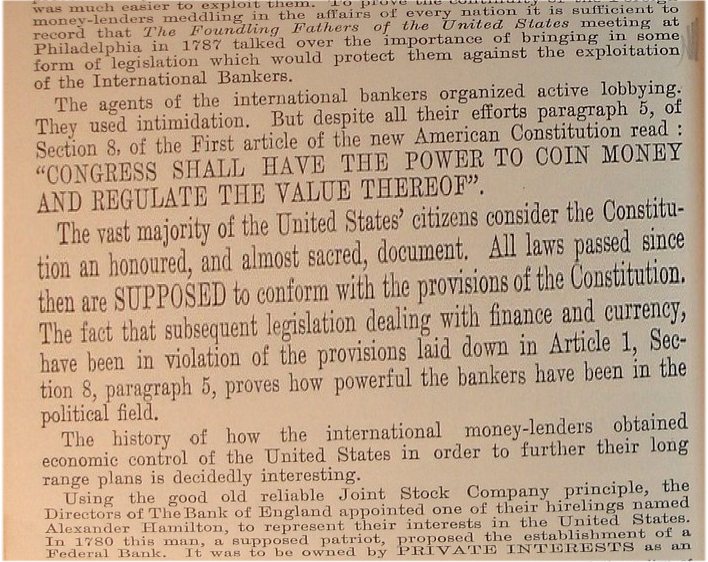 was much easier to exploit them. To prove the continuity of the
money-lenders meddling in the affairs of every nation it is sufficient to
record that The Foundling Fathers of the United States meeting at
Philadelphia in 1787 talked over the importance of bringing in some
form of legislation which would protect them against the exploitation
of the International Bankers.
The agents of the international bankers organized active lobbying.
They used intimidation. But despite all their efforts paragraph 5, of
Section 8, of the First article of the new American Constitution read :
“CONGRESS SHALL HAVE THE POWER TO COIN MONEY
AND REGULATE THE VALUE THEREOF”.
The vast majority of the United States’ citizens consider the Constitu-
tion an honoured, and almost sacred, document. All laws passed since
then are SUPPOSED to conform with the provisions of the Constitution.
The fact that subsequent legislation dealing with finance and currency,
have been in violation of the provisions laid down in Article 1, Sec-
tion 8, paragraph 5, proves how powerful the bankers have been in the
political field.
The history of how the international money-lenders obtained
economic control of the United States in order to further their long
range plans is decidedly interesting.
Using the good old reliable Joint Stock Company principle, the
Directors of The Bank of England appointed one of their hirelings named
Alexander Hamilton, to represent their interests in the United States.
In 1780 this man, a supposed patriot, proposed the establishment of a
Federal Bank. It was to be owned by PRIVATE INTERESTS as an